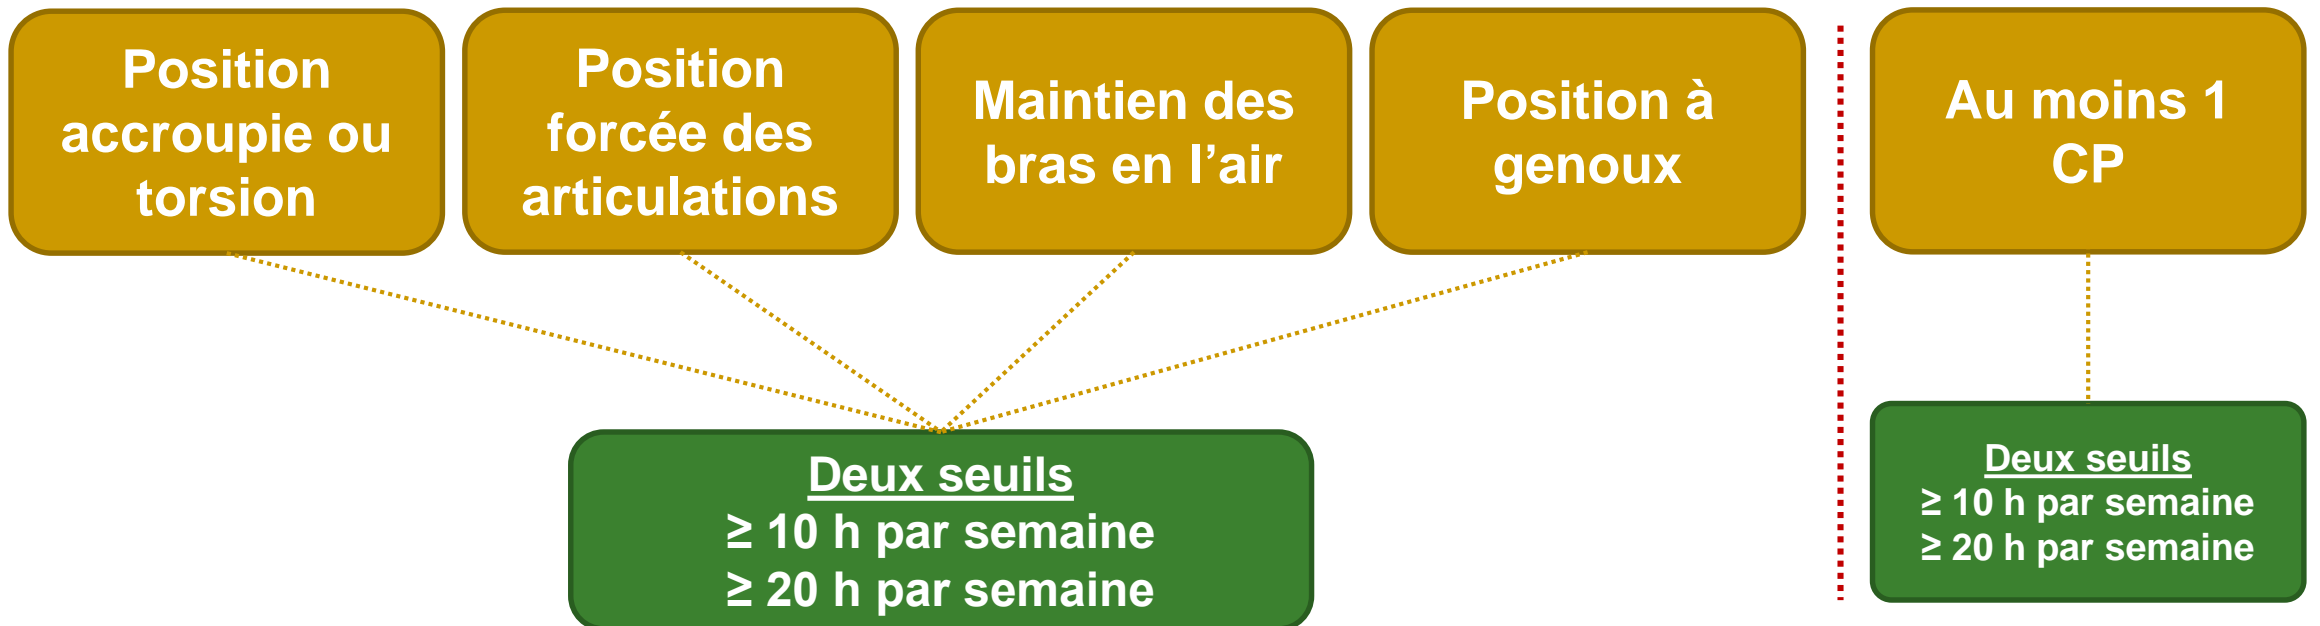 Position
accroupie ou
torsion
Position
forcée des
articulations
Maintien des
bras en l’air
Position à
genoux
Au moins 1
CP
Deux seuils
≥ 10 h par semaine
≥ 20 h par semaine
Deux seuils
≥ 10 h par semaine
≥ 20 h par semaine